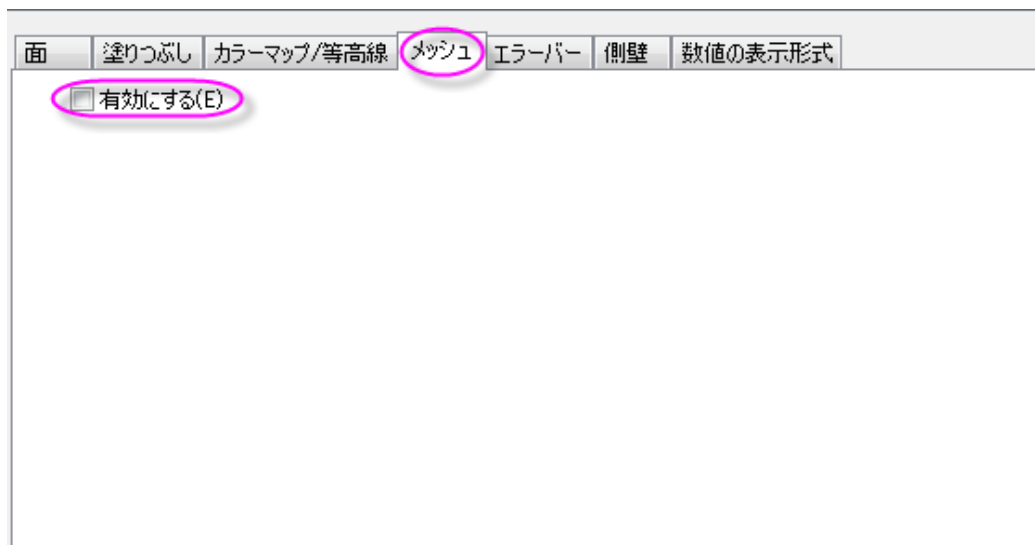 面 塗りつぶし カラーマップ/等高線 メッシュ エラーバー 側壁 数値の表示形式
有効にする(E)